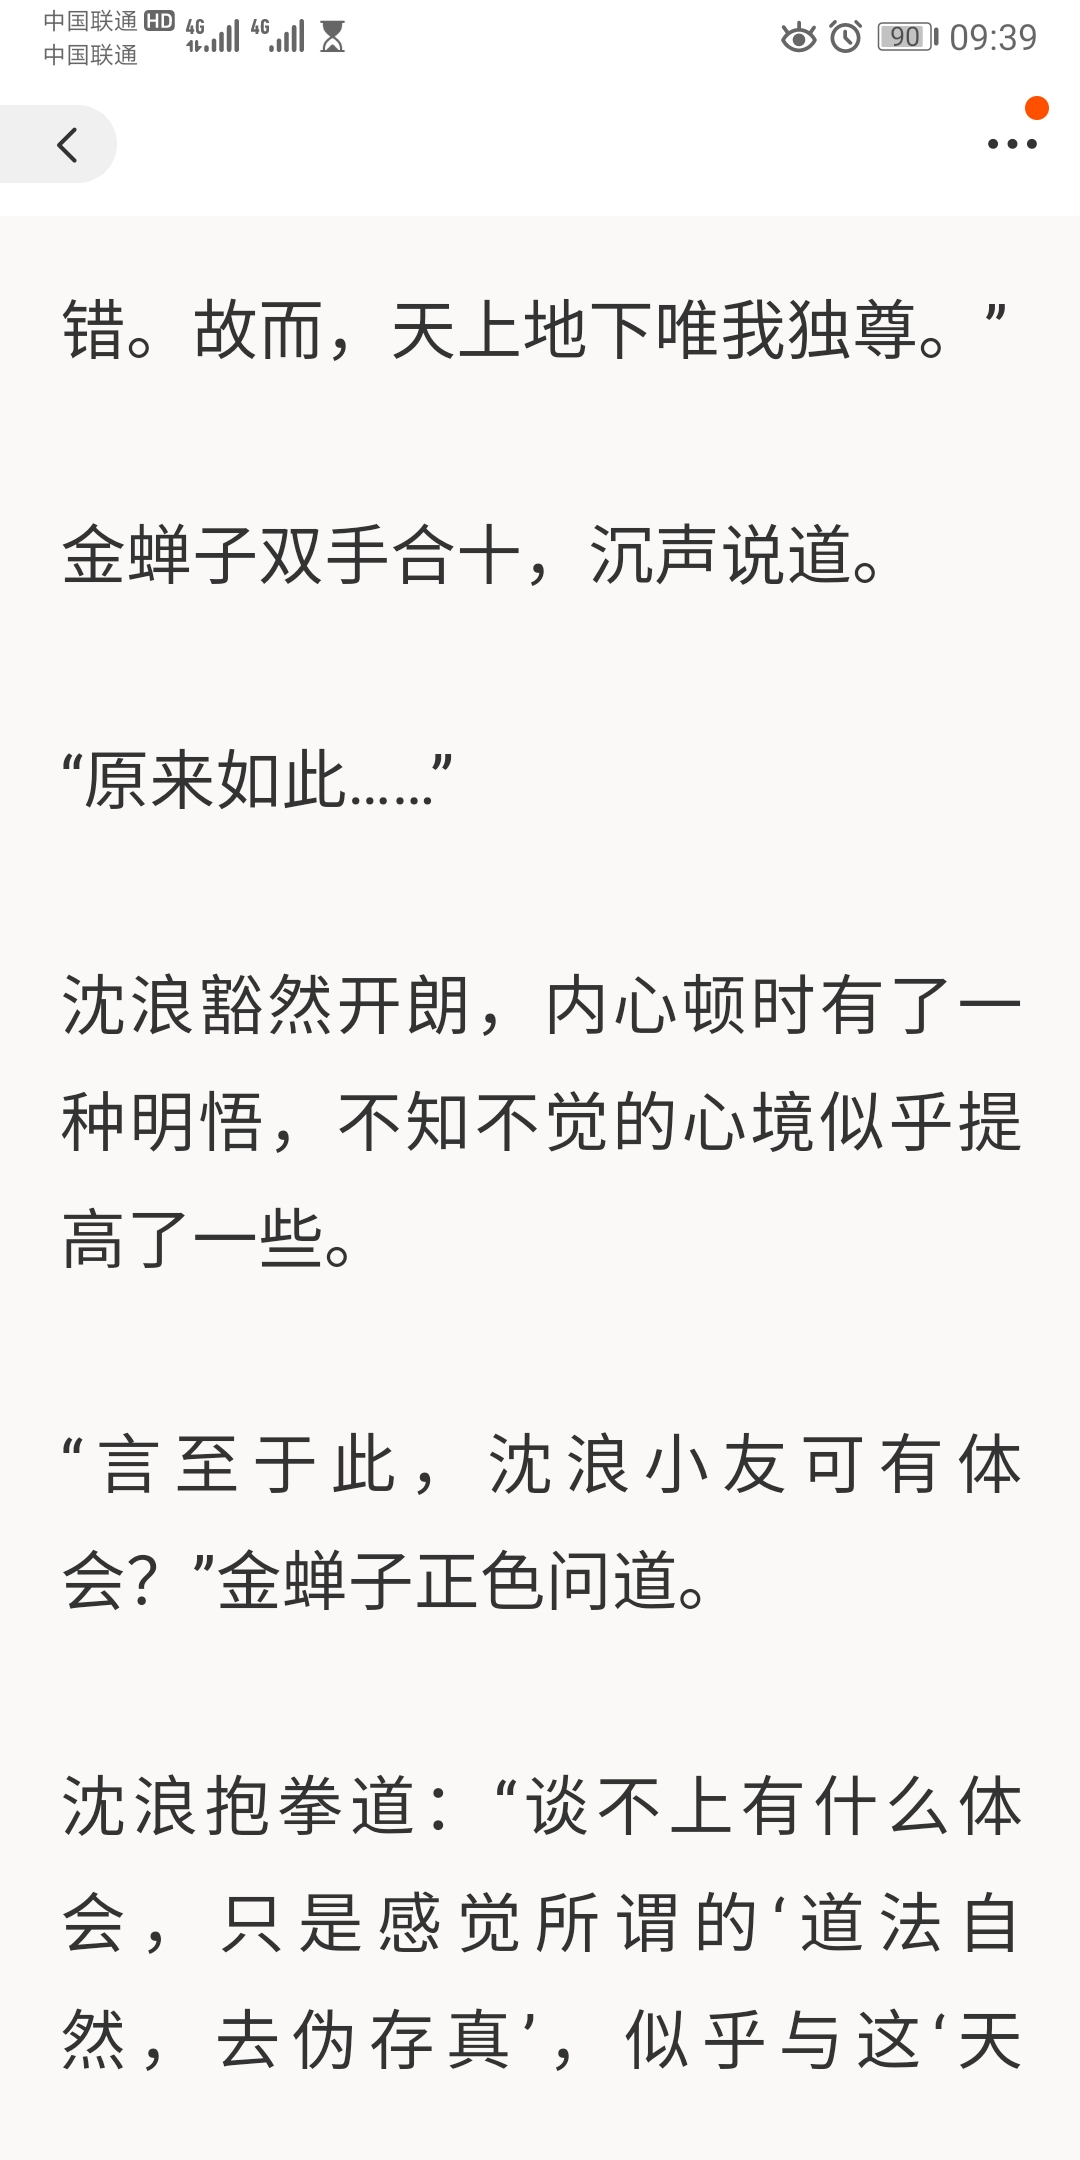 中国联通 HD 4G 4G 90 09:39
中国联通
错。故而，天上地下唯我独尊。”
金蝉子双手合十，沉声说道。
“原来如此……”
沈浪豁然开朗，内心顿时有了一
种明悟，不知不觉的心境似乎提
高了一些。
“言至于此，沈浪小友可有体
会？”金蝉子正色问道。
沈浪抱拳道：“谈不上有什么体
会，只是感觉所谓的‘道法自
然，去伪存真’，似乎与这‘天